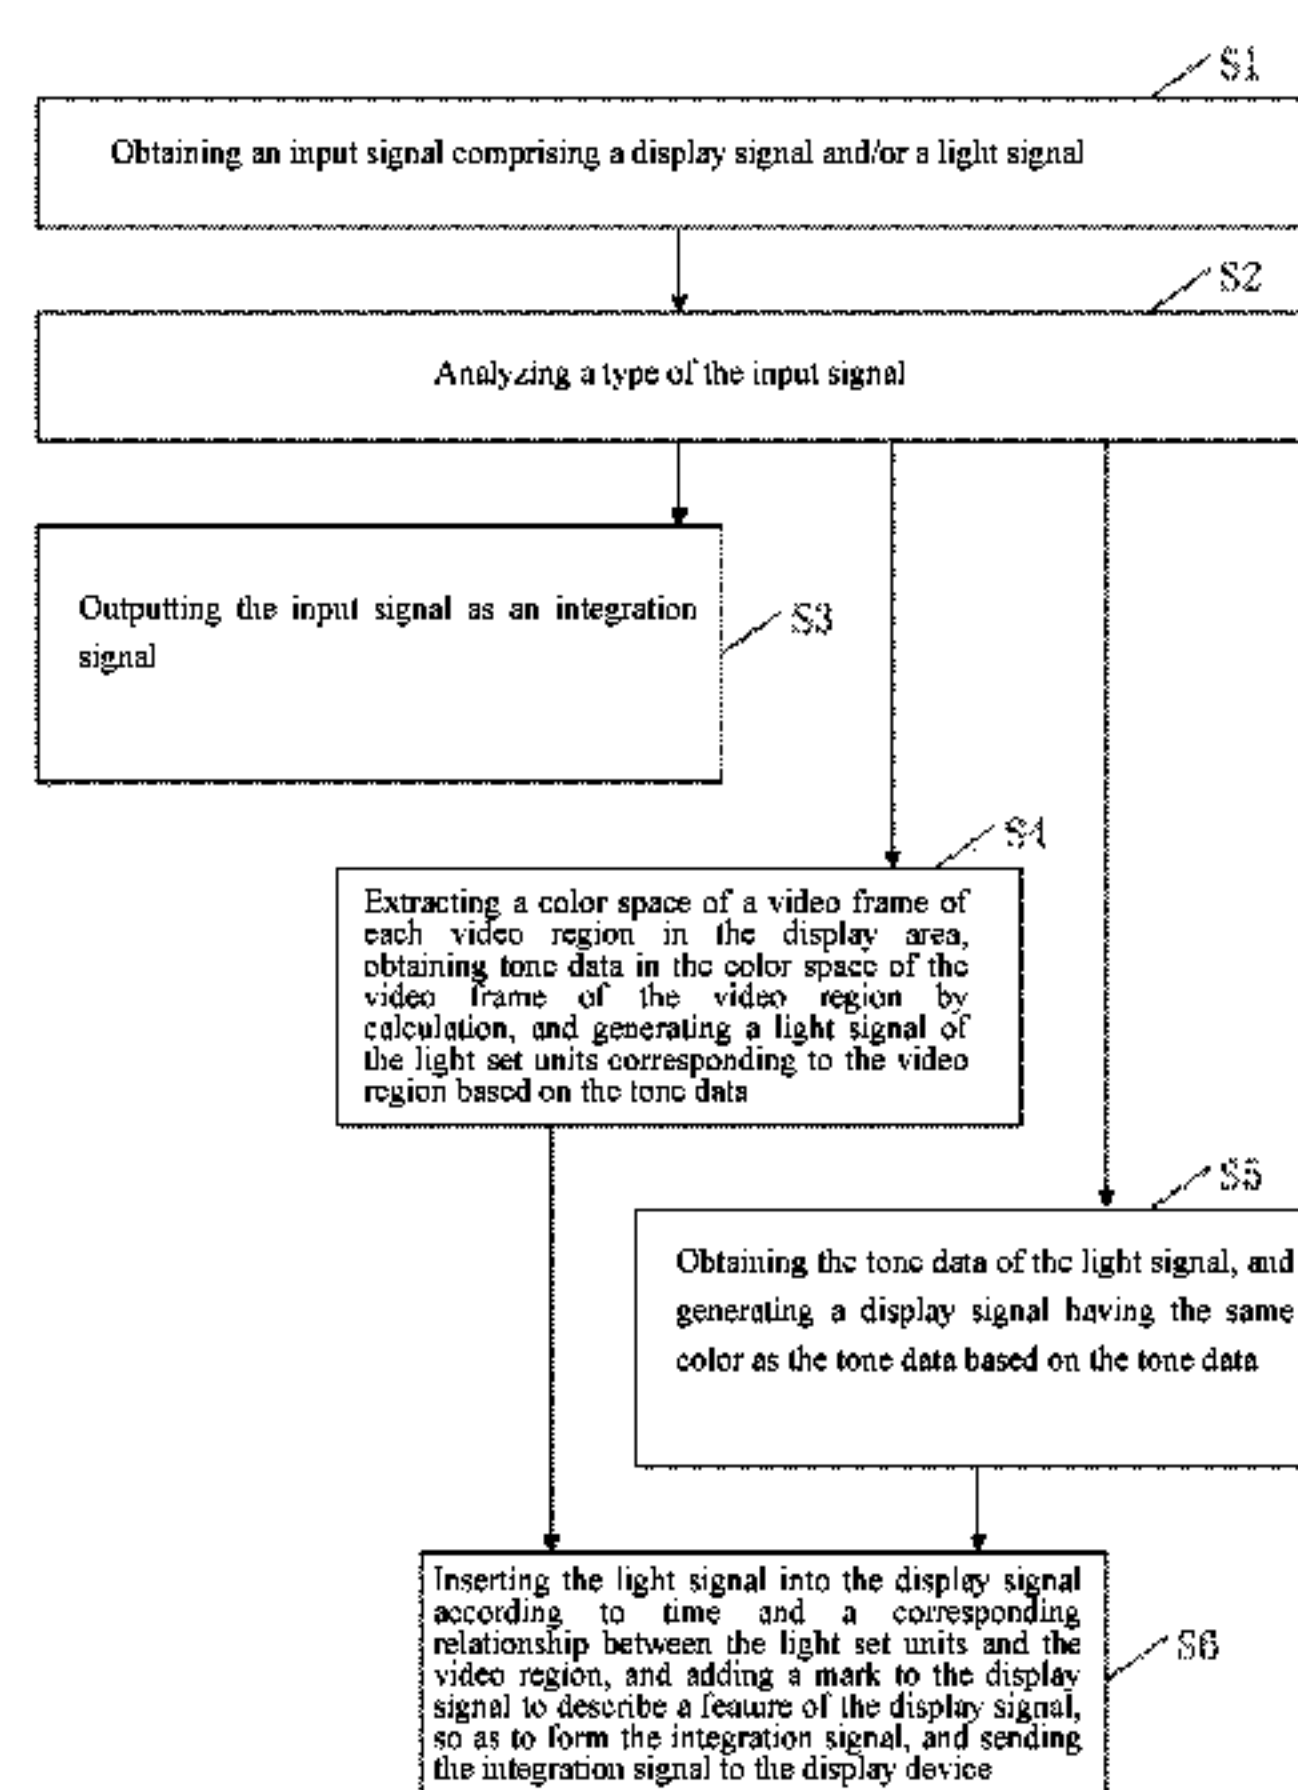 S1
Obtaining an input signal comprising a display signal and/or a light signal
S2
Analyzing a type of the input signal
Outputting the input signal as an integration
signal
S3
S4
Extracting a color space of a video frame of
each video region in the display area,
obtaining tone data in the color space of the
video frame of the video region by
calculation, and generating a light signal of
the light set units corresponding to the video
region based on the tone data
S5
Obtaining the tone data of the light signal, and
generating a display signal having the same
color as the tone data based on the tone data
Inserting the light signal into the display signal
according to time and a corresponding
relationship between the light set units and the
video region, and adding a mark to the display
signal to describe a feature of the display signal,
so as to form the integration signal, and sending
the integration signal to the display device
S6